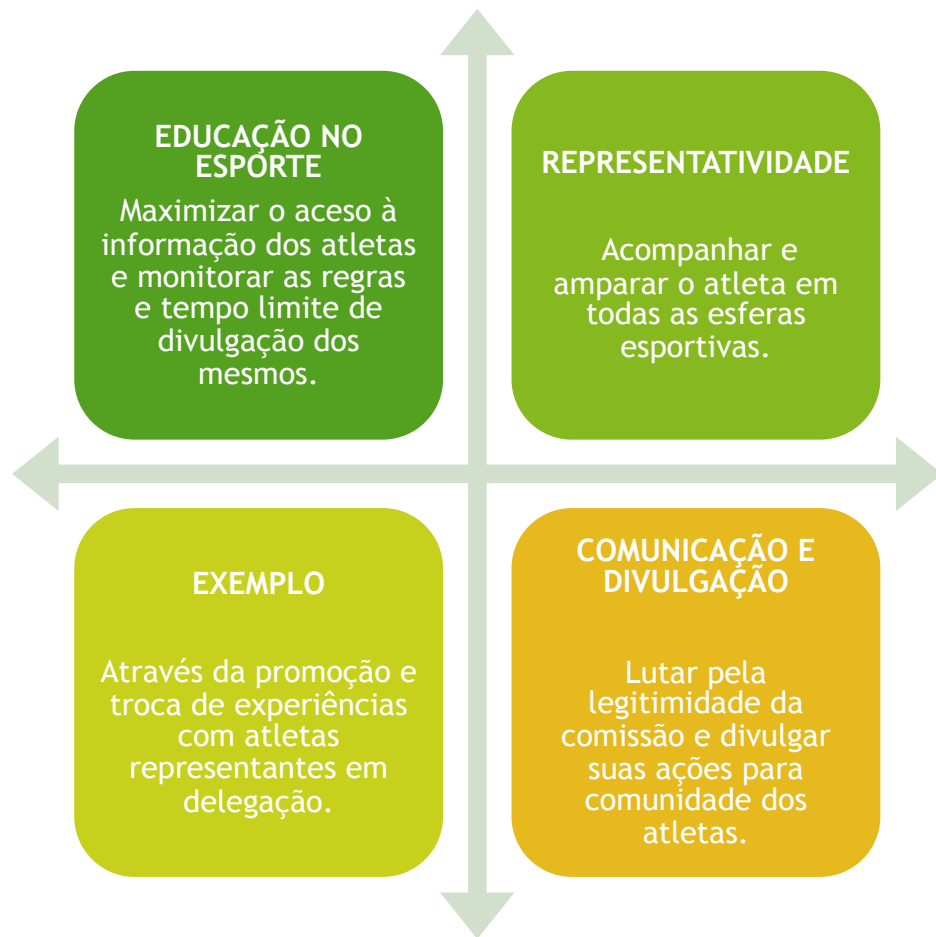 EDUCAÇÃO NO
ESPORTE
Maximizar o aceso à
informação dos atletas
e monitorar as regras
e tempo limite de
divulgação dos
mesmos.
REPRESENTATIVIDADE
Acompanhar e
amparar o atleta em
todas as esferas
esportivas.
EXEMPLO
Através da promoção e
troca de experiências
com atletas
representantes em
delegação.
COMUNICAÇÃO E
DIVULGAÇÃO
Lutar pela
legitimidade da
comissão e divulgar
suas ações para
comunidade dos
atletas.